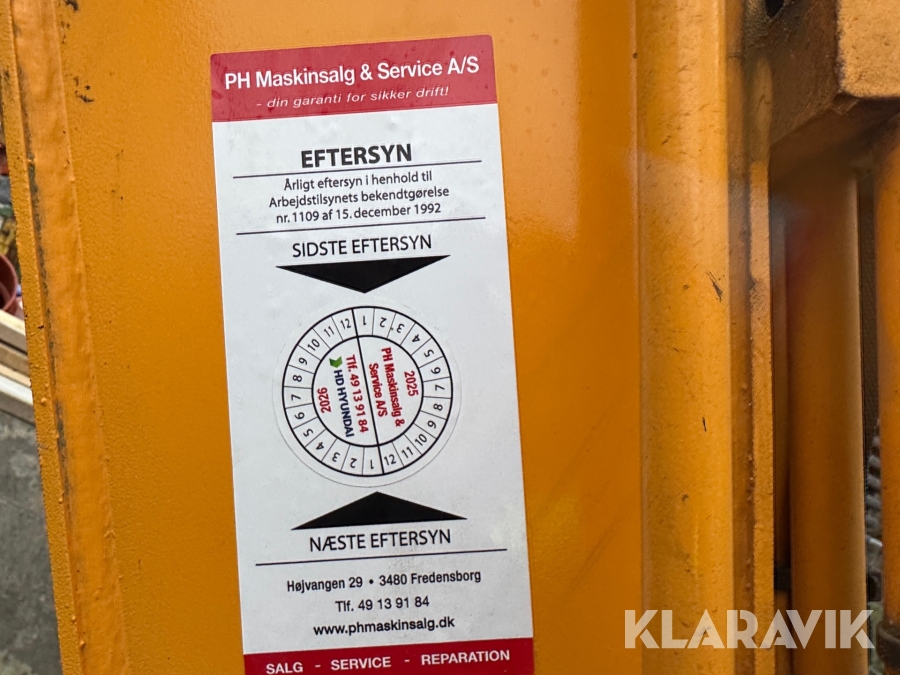 PH Maskinsalg & Service A/S
- din garanti for sikker drift!
EFTERSYN
Årligt eftersyn i henhold til
Arbejdstilsynets bekendtgørelse
nr. 1109 af 15. december 1992
SIDSTE EFTERSYN
1 2 3 4 5 6 7 8 9 10 11 12
2025
PH Maskinsalg &
Service A/S
Tlf. 49 13 91 84
HD HYUNDAI
2026
1 2 3 4 5 6 7 8 9 10 11 12
NÆSTE EFTERSYN
Højvangen 29 • 3480 Fredensborg
Tlf. 49 13 91 84
www.phmaskinsalg.dk
SALG - SERVICE - REPARATION
KLARAVIK